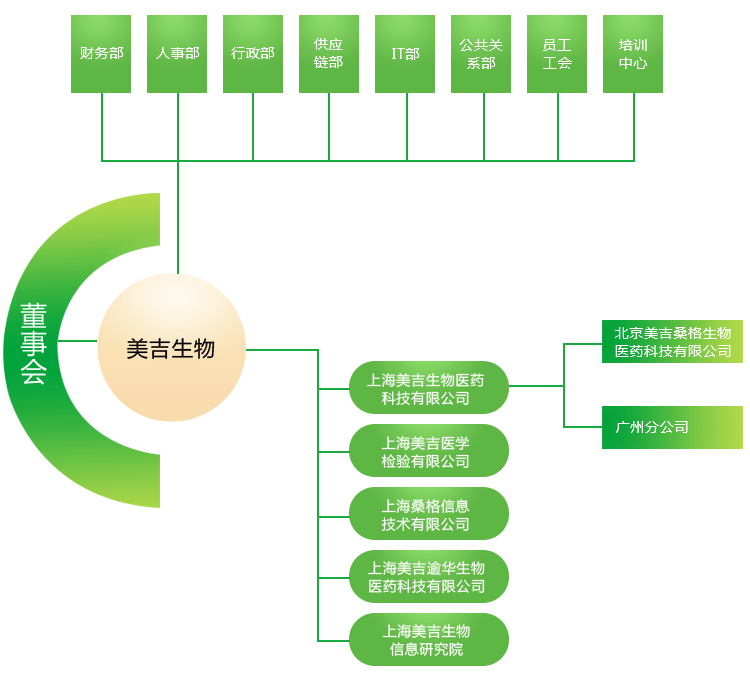 财务部
人事部
行政部
供应
链部
IT部
公共关
系部
员工
工会
培训
中心
董事会
美吉生物
上海美吉生物医药
科技有限公司
上海美吉医学
检验有限公司
上海桑格信息
技术有限公司
上海美吉逾华生物
医药科技有限公司
上海美吉生物
信息研究院
北京美吉桑格生物
医药科技有限公司
广州分公司